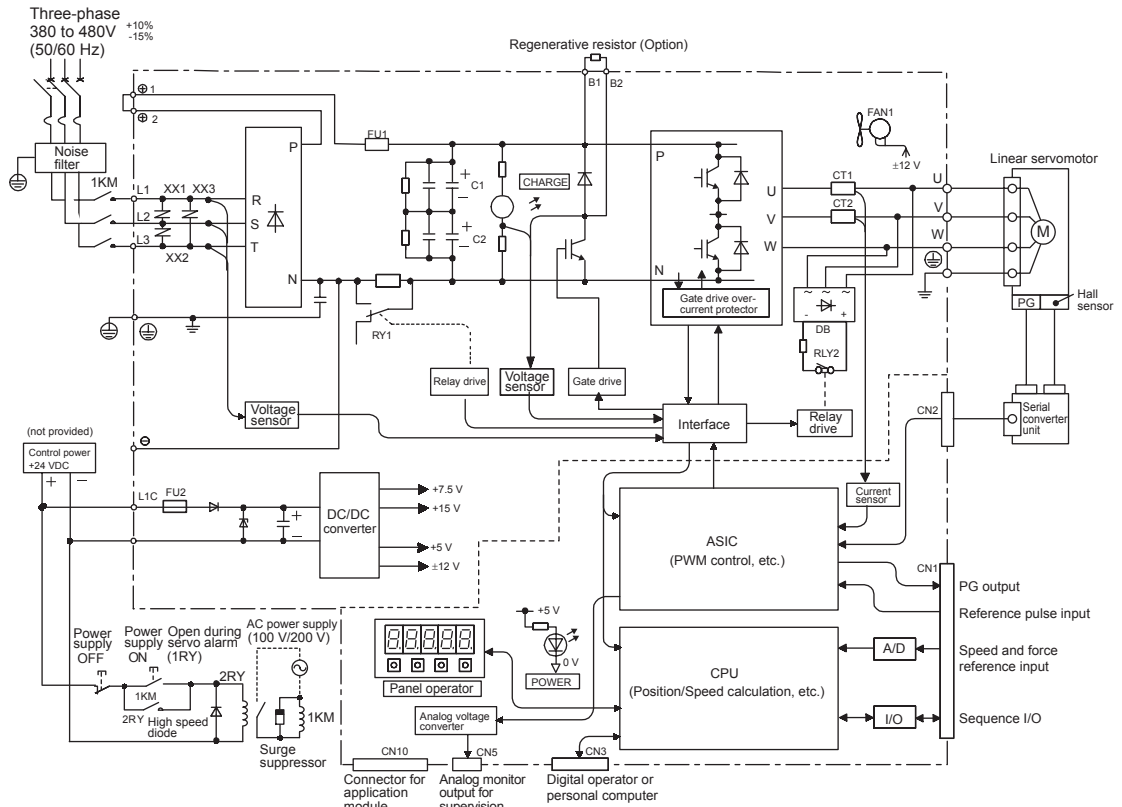 Three-phase
380 to 480V +10%
-15%
(50/60 Hz)
Regenerative resistor (Option)
B1 B2
⊕ 1
⊕ 2
FU1
FAN1
±12 V
Noise
filter
1KM
L1 XX1 XX3
L2
L3
XX2
P
R
S
T
N
+
C1
−
+
C2
−
CHARGE
P
N
U
V
W
Gate drive over-
current protector
CT1
CT2
U
V
W
Linear servomotor
M
PG
Hall
sensor
~ ~ ~
- +
DB
RLY2
RY1
Relay drive
Voltage
sensor
Gate drive
Voltage
sensor
Interface
Relay
drive
CN2
Serial
converter
unit
(not provided)
Control power
+24 VDC
+ −
⊖
L1C FU2
+
−
DC/DC
converter
+7.5 V
+15 V
+5 V
±12 V
Current
sensor
ASIC
(PWM control, etc.)
CN1
PG output
Reference pulse input
A/D
Speed and force
reference input
CPU
(Position/Speed calculation, etc.)
I/O
Sequence I/O
Power
supply
OFF
Power
supply
ON
Open during
servo alarm
(1RY)
AC power supply
(100 V/200 V)
1KM
2RY
2RY
High speed
diode
1KM
Surge
suppressor
8.8.8.8.8.
Panel operator
+5 V
0 V
POWER
Analog voltage
converter
CN10
CN5
CN3
Connector for
application
module
Analog monitor
output for
supervision
Digital operator or
personal computer